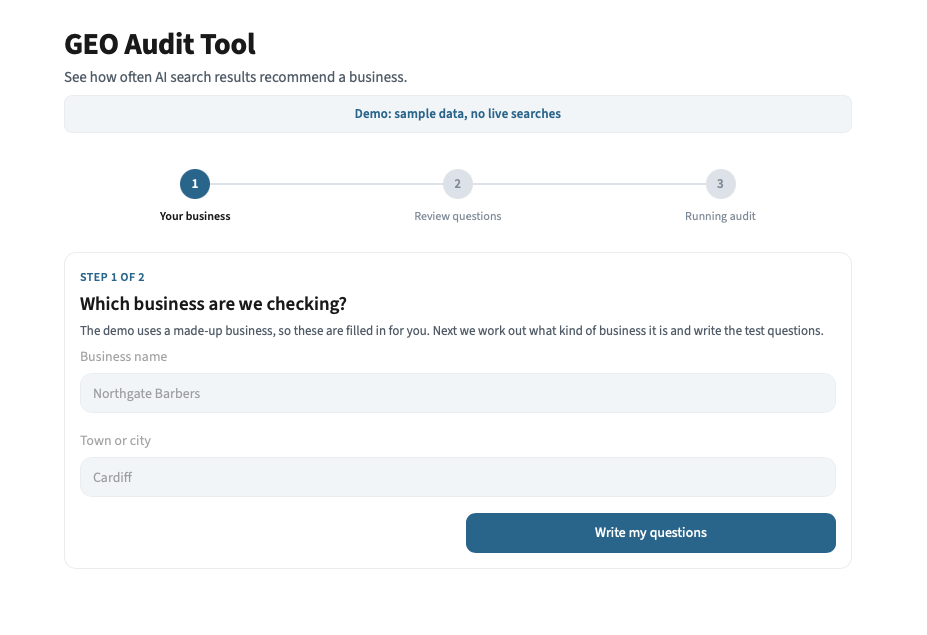 GEO Audit Tool
See how often AI search results recommend a business.
Demo: sample data, no live searches
1
2
3
Your business
Review questions
Running audit
STEP 1 OF 2
Which business are we checking?
The demo uses a made-up business, so these are filled in for you. Next we work out what kind of business it is and write the test questions.
Business name
Northgate Barbers
Town or city
Cardiff
Write my questions